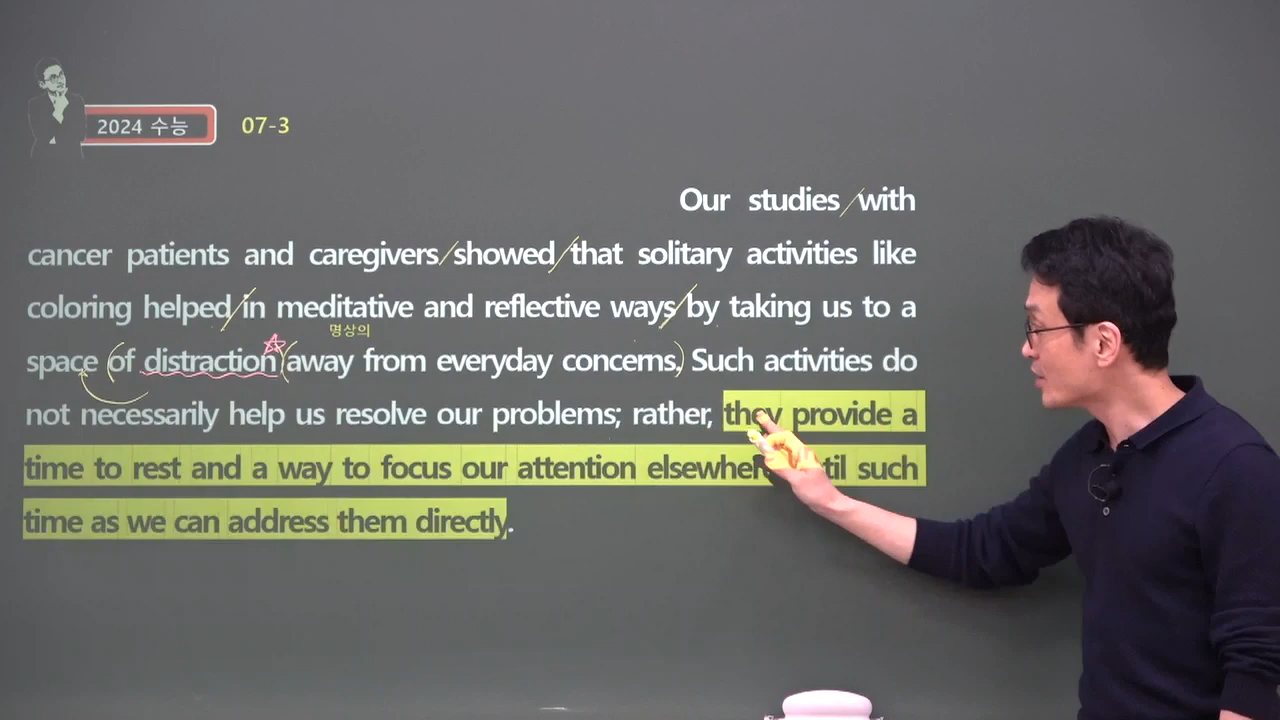 2024 수능 07-3
Our studies with
cancer patients and caregivers showed that solitary activities like
coloring helped in meditative and reflective ways by taking us to a
명상의
space of distraction away from everyday concerns. Such activities do
not necessarily help us resolve our problems; rather, they provide a
time to rest and a way to focus our attention elsewhere until such
time as we can address them directly.